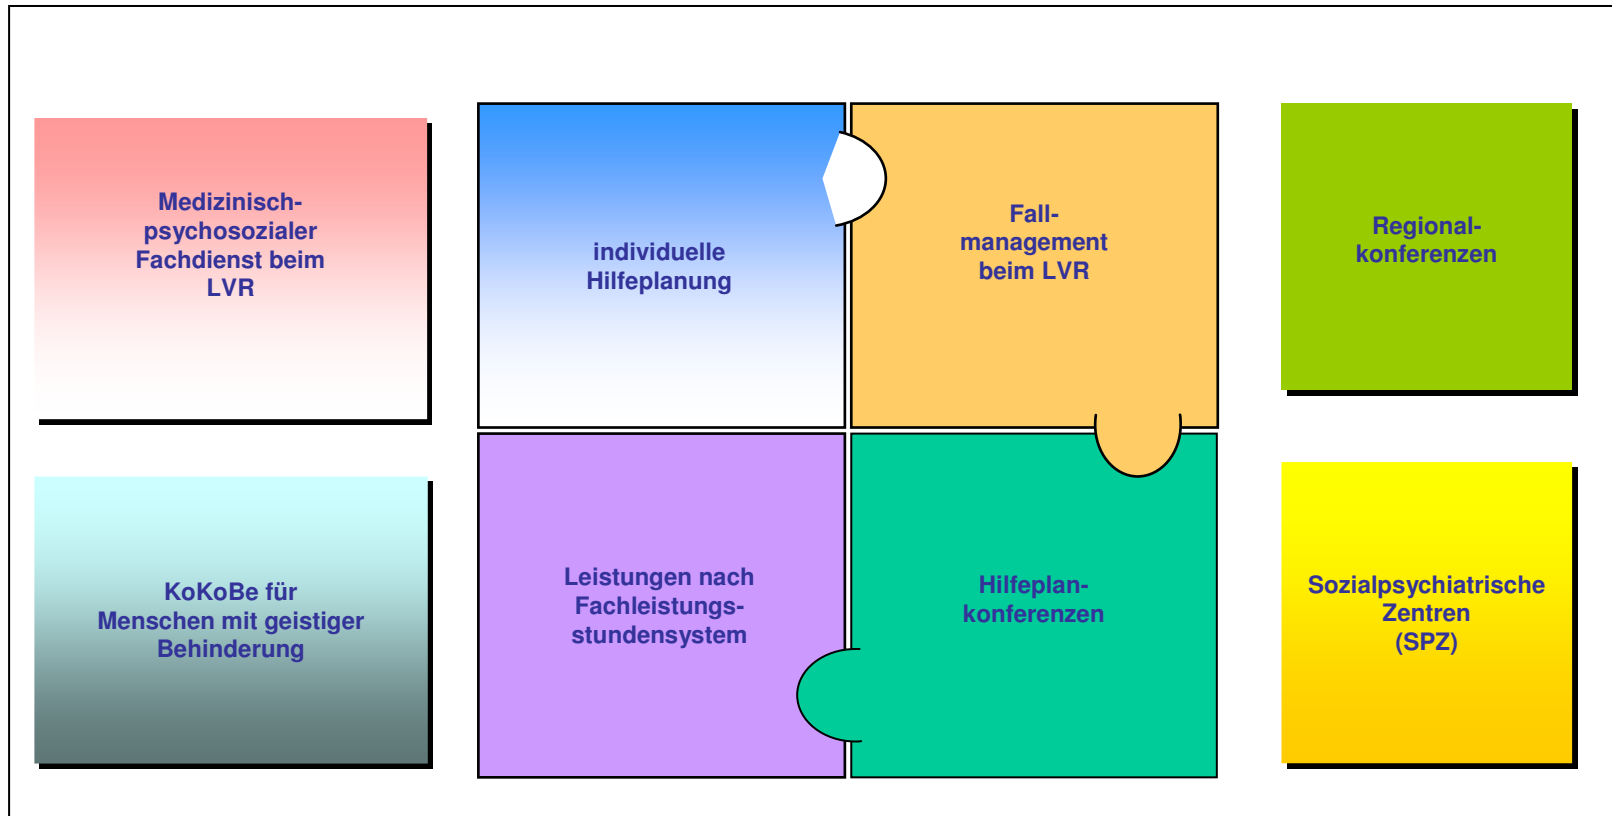 Medizinisch-
psychosozialer
Fachdienst beim
LVR
individuelle
Hilfeplanung
Fall-
management
beim LVR
Regional-
konferenzen
KoKoBe für
Menschen mit geistiger
Behinderung
Leistungen nach
Fachleistungs-
stundensystem
Hilfeplan-
konferenzen
Sozialpsychiatrische
Zentren
(SPZ)